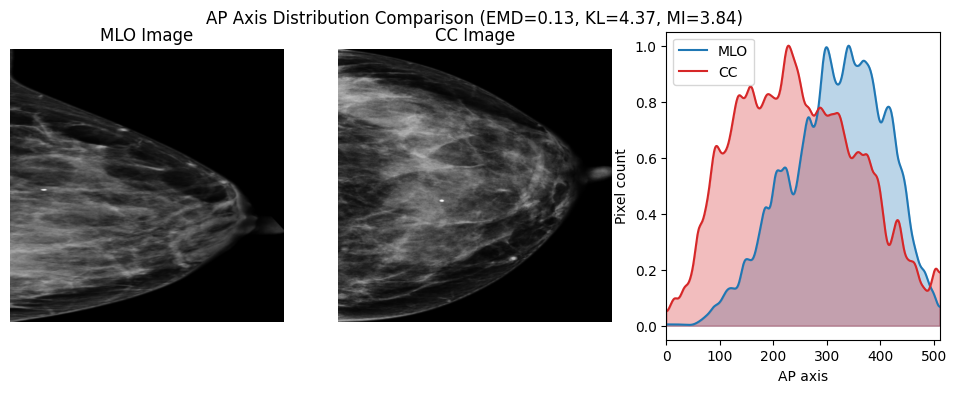 AP Axis Distribution Comparison (EMD=0.13, KL=4.37, MI=3.84)
MLO Image
CC Image
MLO
CC
Pixel count
1.0
0.8
0.6
0.4
0.2
0.0
0 100 200 300 400 500
AP axis